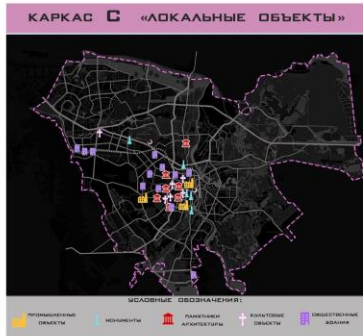 КАРКАС С «ЛОКАЛЬНЫЕ ОБЪЕКТЫ»
УСЛОВНЫЕ ОБОЗНАЧЕНИЯ:
ПРОМЫШЛЕННЫЕ ОБЪЕКТЫ
МОНУМЕНТЫ
ПАМЯТНИКИ АРХИТЕКТУРЫ
КУЛЬТОВЫЕ ОБЪЕКТЫ
ОБЩЕСТВЕННЫЕ ЗДАНИЯ